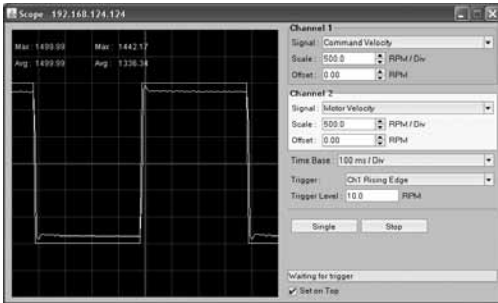 Scope 192.168.124.124
Max: 1499.99 Max: 1442.17
Avg: 1499.99 Avg: 1336.34
Channel 1
Signal: Command Velocity
Scale: 500.0 RPM / Div
Offset: 0.00 RPM
Channel 2
Signal: Motor Velocity
Scale: 500.0 RPM / Div
Offset: 0.00 RPM
Time Base: 100 ms / Div
Trigger: Ch1 Rising Edge
Trigger Level: 10.0 RPM
Single Stop
Waiting for trigger
Set on Top